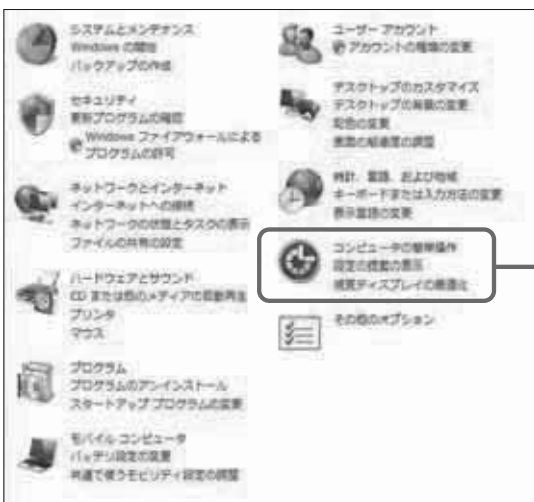 システムとメンテナンス
Windows の開始
バックアップの作成
セキュリティ
更新プログラムの確認
Windows ファイアウォールによる
プログラムの許可
ネットワークとインターネット
インターネットへの接続
ネットワークの状態とタスクの表示
ファイルの共有の設定
ハードウェアとサウンド
CD または他のメディアの自動再生
プリンタ
マウス
プログラム
プログラムのアンインストール
スタートアップ プログラムの変更
モバイル コンピュータ
バッテリ設定の変更
共通で使うモビリティ設定の調整
ユーザー アカウント
アカウントの種類の変更
デスクトップのカスタマイズ
デスクトップの背景の変更
配色の変更
画面の解像度の調整
時計、言語、および地域
キーボードまたは入力方法の変更
表示言語の変更
コンピュータの簡単操作
設定の提案の表示
視覚ディスプレイの最適化
その他のオプション